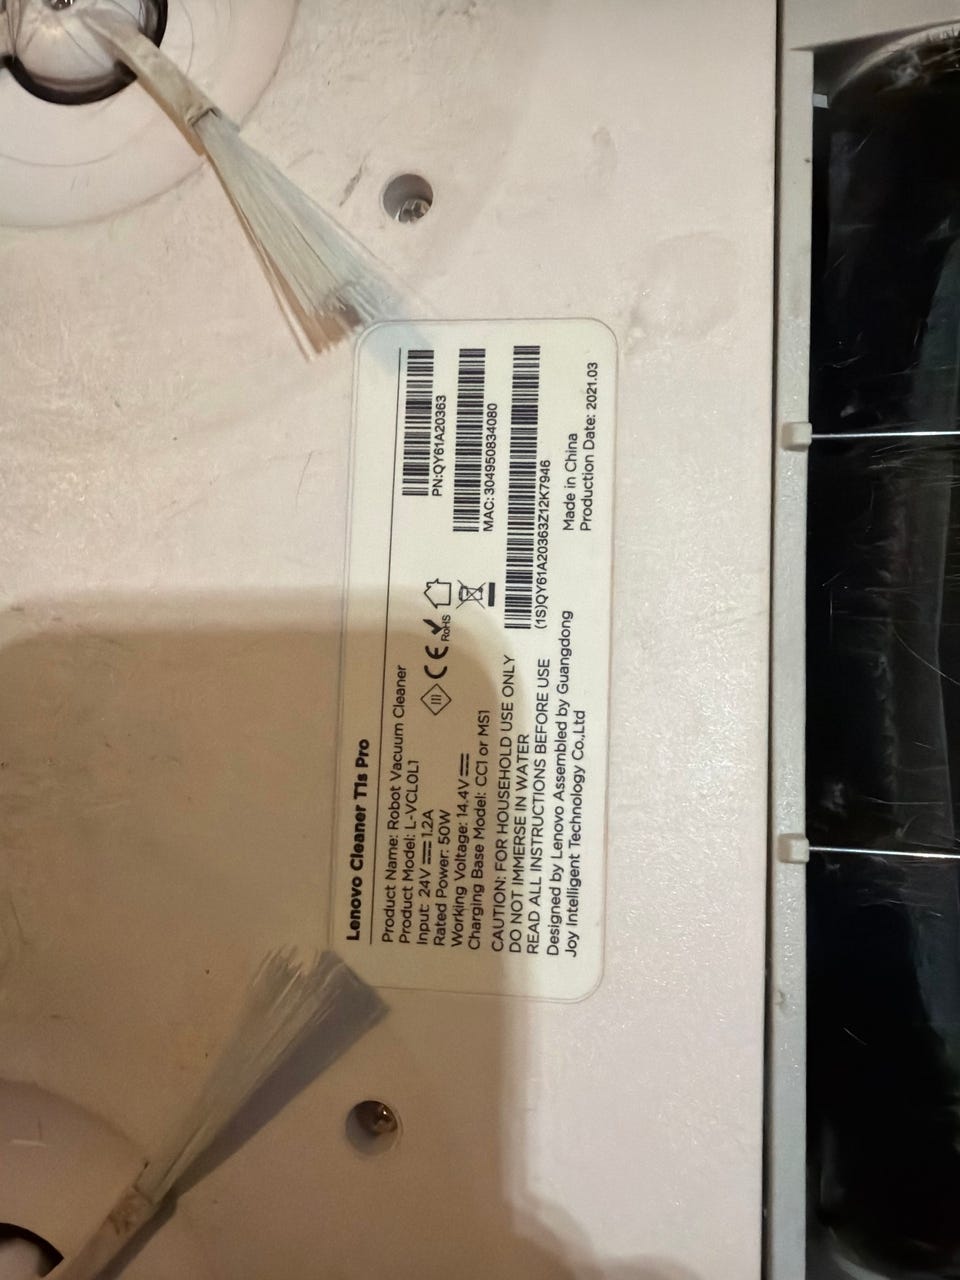 Lenovo Cleaner T1s Pro
Product Name: Robot Vacuum Cleaner
Product Model: L-VCL0L1
Input: 24V⎓1.2A
Rated Power: 50W
Working Voltage: 14.4V⎓
Charging Base Model: CC1 or MS1
CAUTION: FOR HOUSEHOLD USE ONLY
DO NOT IMMERSE IN WATER
READ ALL INSTRUCTIONS BEFORE USE
Designed by Lenovo Assembled by Guangdong
Joy Intelligent Technology Co.,Ltd
III
CE
RoHS
PN:QY61A20363
MAC:304950834080
(1S)QY61A20363Z12K7946
Made in China
Production Date: 2021.03